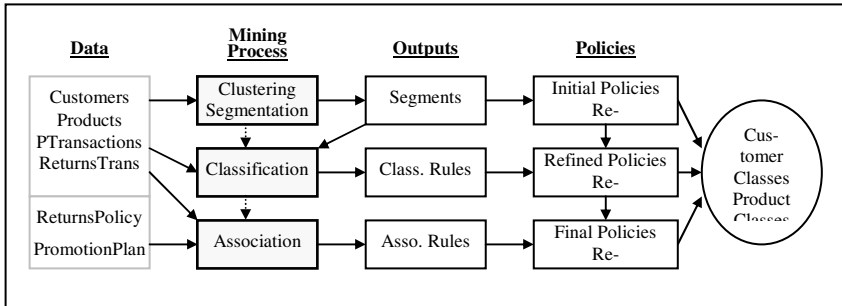 Data
Mining
Process
Outputs
Policies
Customers
Products
PTransactions
ReturnsTrans
ReturnsPolicy
PromotionPlan
Clustering
Segmentation
Classification
Association
Segments
Class. Rules
Asso. Rules
Initial Policies
Re-
Refined Policies
Re-
Final Policies
Re-
Cus-
tomer
Classes
Product
Classes